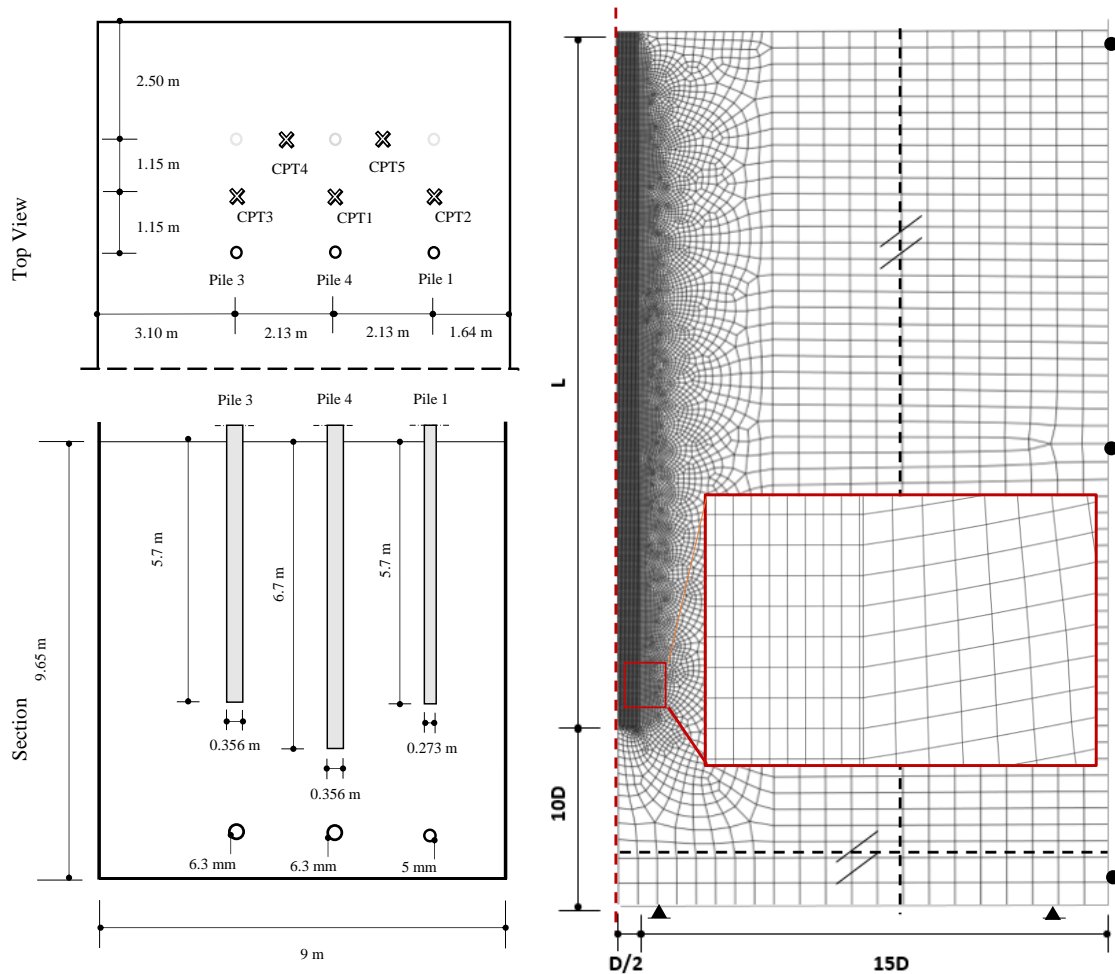 Top View
2.50 m
1.15 m
1.15 m
CPT4
CPT5
CPT3
CPT1
CPT2
Pile 3
Pile 4
Pile 1
3.10 m
2.13 m
2.13 m
1.64 m
Section
Pile 3
Pile 4
Pile 1
9.65 m
5.7 m
6.7 m
5.7 m
0.356 m
0.273 m
0.356 m
6.3 mm
6.3 mm
5 mm
9 m
L
10D
D/2
15D